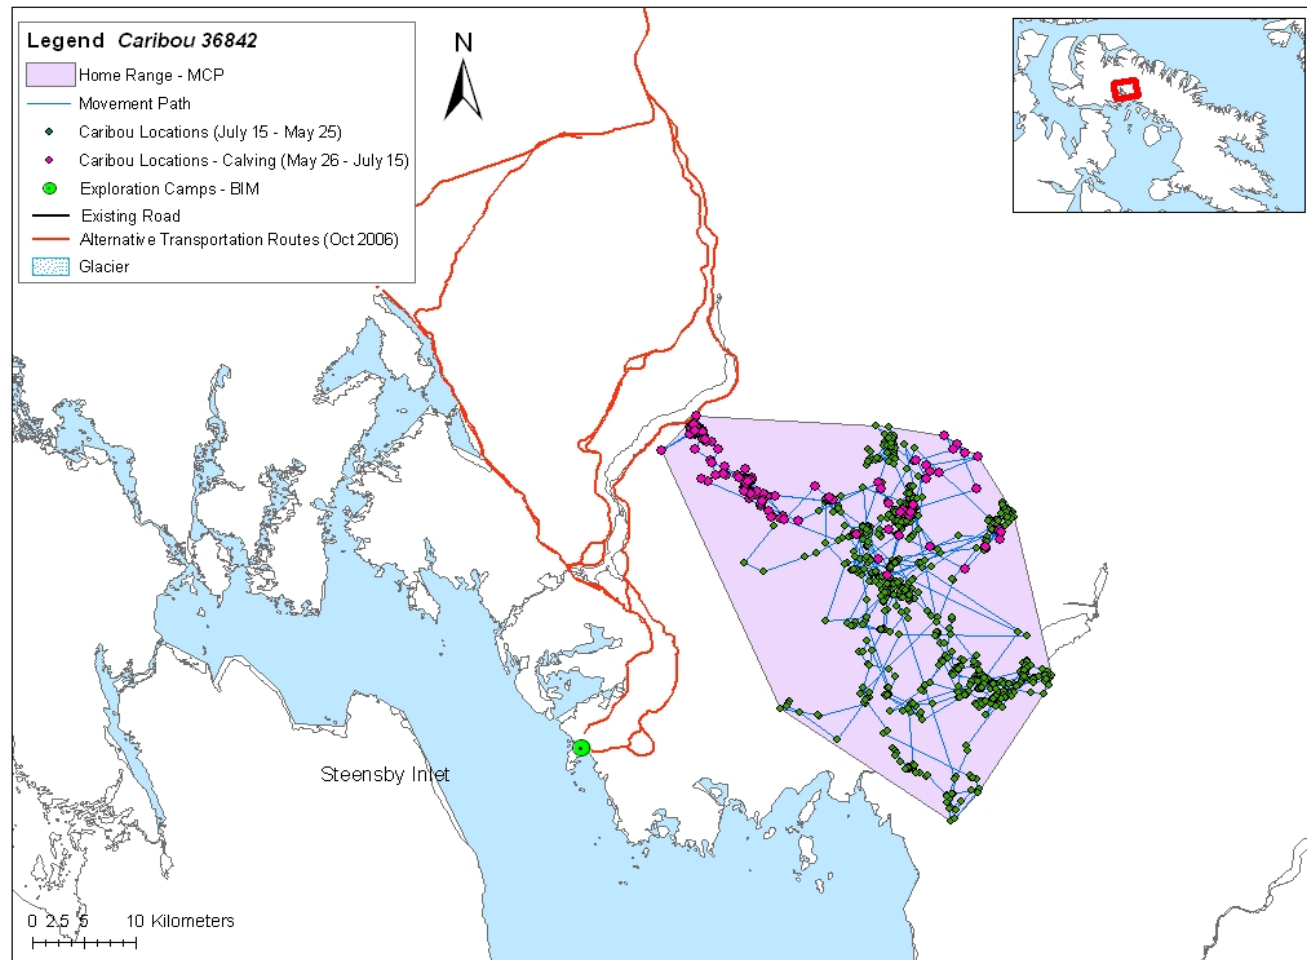 Legend Caribou 36842
Home Range - MCP
Movement Path
Caribou Locations (July 15 - May 25)
Caribou Locations - Calving (May 26 - July 15)
Exploration Camps - BIM
Existing Road
Alternative Transportation Routes (Oct 2006)
Glacier
N
Steensby Inlet
0 2.5 5 10 Kilometers